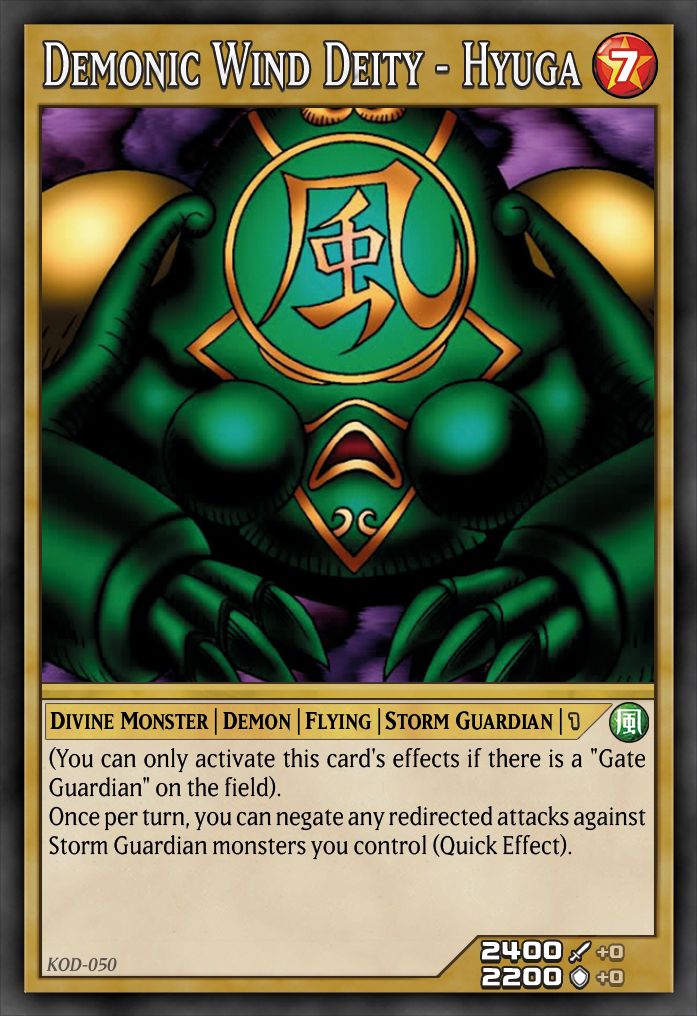 Demonic Wind Deity - Hyuga 7
風
Divine Monster | Demon | Flying | Storm Guardian | 風
(You can only activate this card's effects if there is a "Gate
Guardian" on the field).
Once per turn, you can negate any redirected attacks against
Storm Guardian monsters you control (Quick Effect).
KOD-050
2400 +0
2200 +0